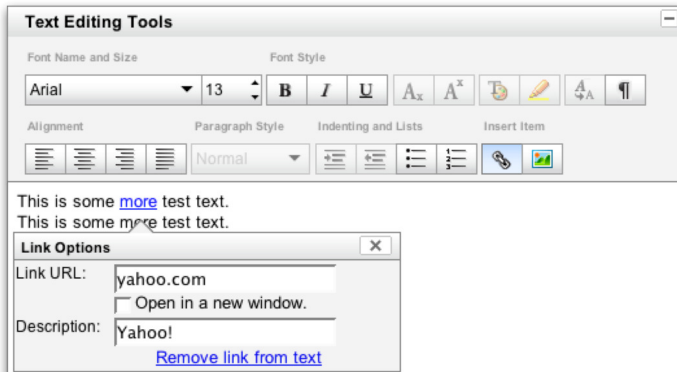 Text Editing Tools
Font Name and Size Font Style
Arial 13 B I U Ax Aˣ A ¶
Alignment Paragraph Style Indenting and Lists Insert Item
Normal
This is some more test text.
This is some more test text.
Link Options
Link URL: yahoo.com
Open in a new window.
Description: Yahoo!
Remove link from text